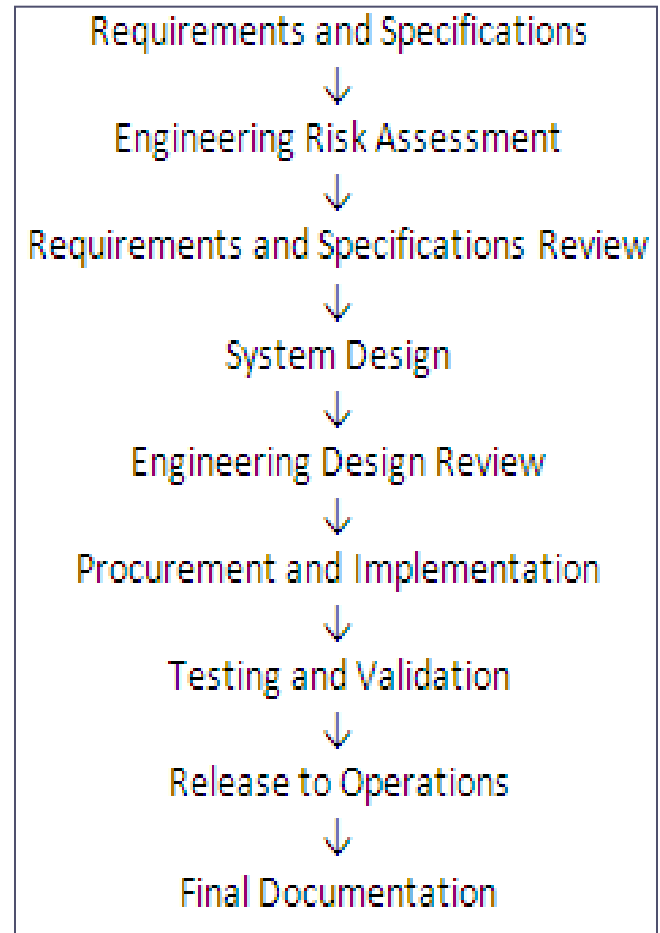 Requirements and Specifications
↓
Engineering Risk Assessment
↓
Requirements and Specifications Review
↓
System Design
↓
Engineering Design Review
↓
Procurement and Implementation
↓
Testing and Validation
↓
Release to Operations
↓
Final Documentation